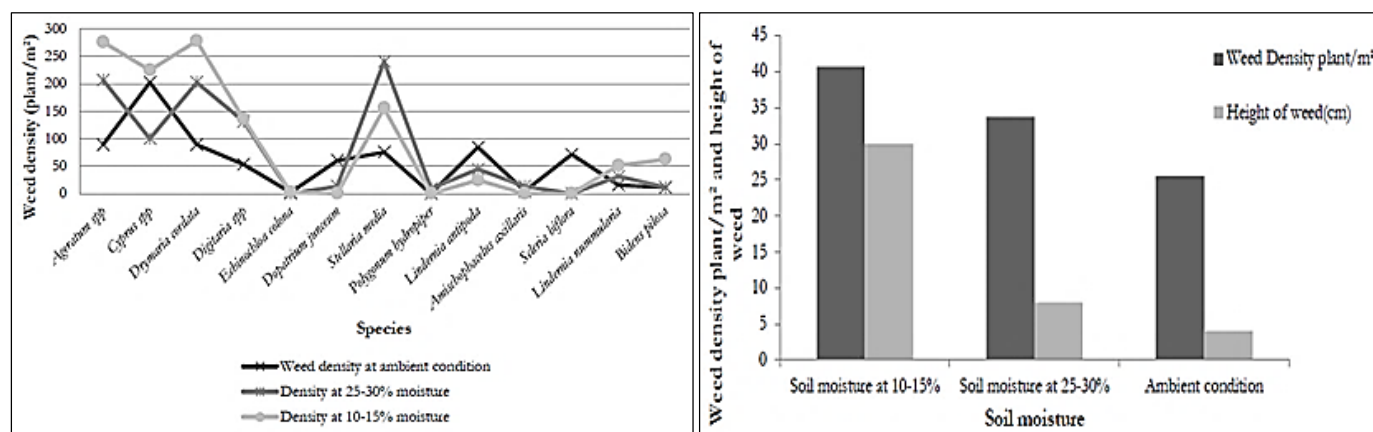 300
250
200
150
100
50
0
Weed density (plant/m²)
Ageratum spp
Cyprus spp
Drymaria cordata
Digitaria spp
Echinochloa colona
Dopatrium junceum
Stellaria media
Polygonum hydropiper
Lindernia antipoda
Amischophacelus axillaris
Scleria biflora
Lindernia nummularia
Bidens pilosa
Species
Weed density at ambient condition
Density at 25-30% moisture
Density at 10-15% moisture
45
40
35
30
25
20
15
10
5
0
Weed density plant/m² and height of
weed
Weed Density plant/m²
Height of weed(cm)
Soil moisture at 10-15%
Soil moisture at 25-30%
Ambient condition
Soil moisture